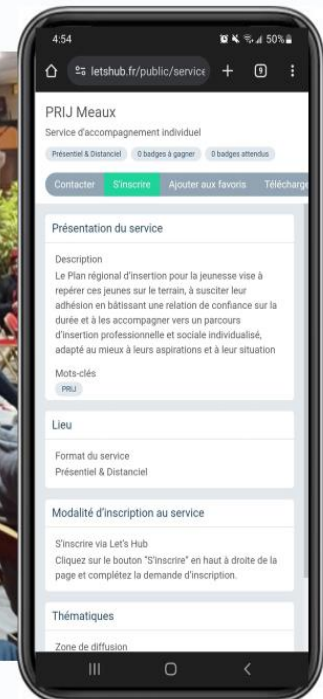 4:54
50%
letshub.fr/public/service
9
PRIJ Meaux
Service d'accompagnement individuel
Présentiel & Distanciel 0 badges à gagner 0 badges attendus
Contacter S'inscrire Ajouter aux favoris Télécharge
Présentation du service
Description
Le Plan régional d'insertion pour la jeunesse vise à
repérer ces jeunes sur le terrain, à susciter leur
adhésion en bâtissant une relation de confiance sur la
durée et à les accompagner vers un parcours
d'insertion professionnelle et sociale individualisé,
adapté au mieux à leurs aspirations et à leur situation
Mots-clés
PRIJ
Lieu
Format du service
Présentiel & Distanciel
Modalité d'inscription au service
S'inscrire via Let's Hub
Cliquez sur le bouton "S'inscrire" en haut à droite de la
page et complétez la demande d'inscription.
Thématiques
Zone de diffusion